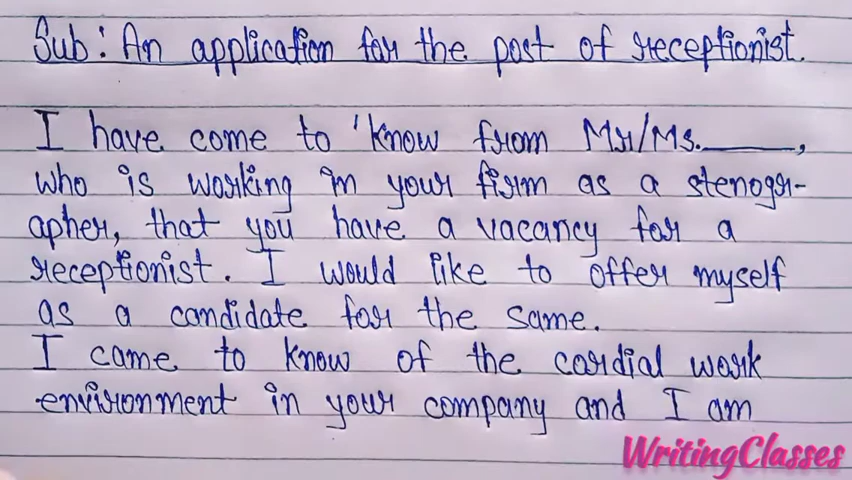 Sub: An application for the post of receptionist.
I have come to 'know from Mr/Ms.______,
who is working in your firm as a stenogr-
apher, that you have a vacancy for a
receptionist. I would like to offer myself
as a candidate for the same.
I came to know of the cordial work
environment in your company and I am
WritingClasses